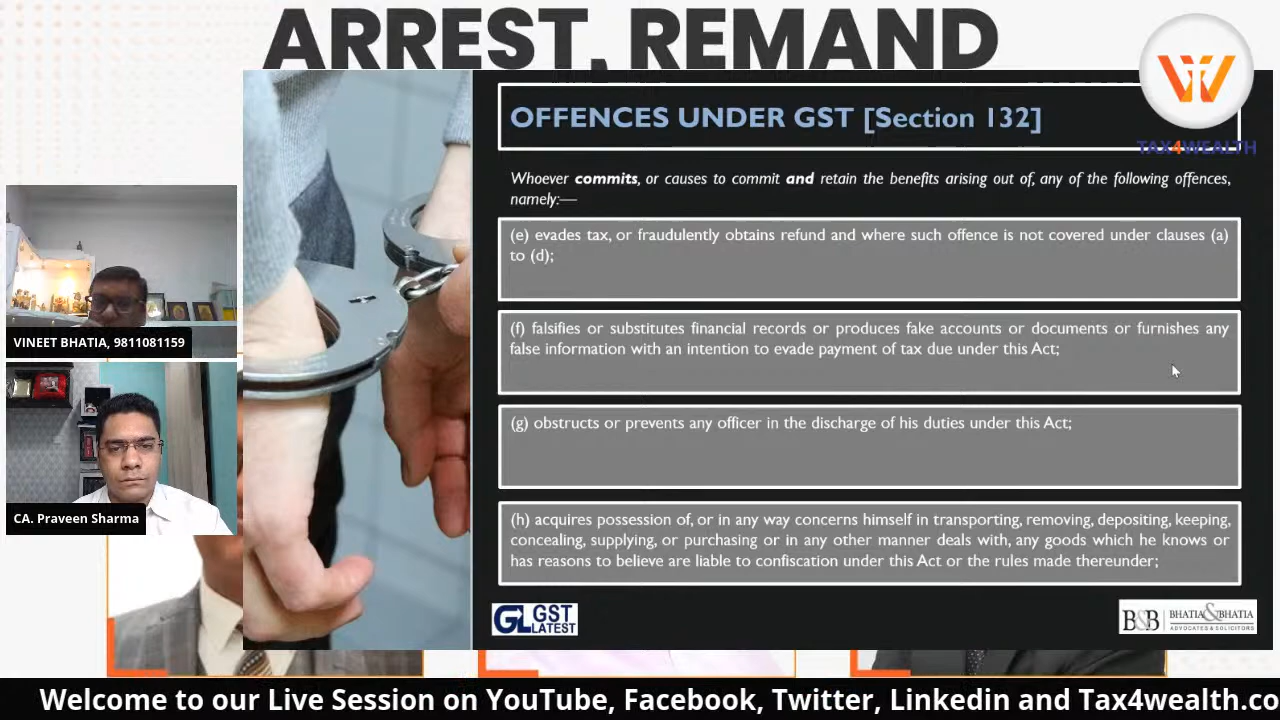 ARREST, REMAND
TAX4WEALTH
OFFENCES UNDER GST [Section 132]
Whoever commits, or causes to commit and retain the benefits arising out of, any of the following offences,
namely:—
(e) evades tax, or fraudulently obtains refund and where such offence is not covered under clauses (a)
to (d);
(f) falsifies or substitutes financial records or produces fake accounts or documents or furnishes any
false information with an intention to evade payment of tax due under this Act;
(g) obstructs or prevents any officer in the discharge of his duties under this Act;
(h) acquires possession of, or in any way concerns himself in transporting, removing, depositing, keeping,
concealing, supplying, or purchasing or in any other manner deals with, any goods which he knows or
has reasons to believe are liable to confiscation under this Act or the rules made thereunder;
VINEET BHATIA, 9811081159
CA. Praveen Sharma
GL GST
LATEST
B&B BHATIA&BHATIA
ADVOCATES & SOLICITORS
Welcome to our Live Session on YouTube, Facebook, Twitter, Linkedin and Tax4wealth.co